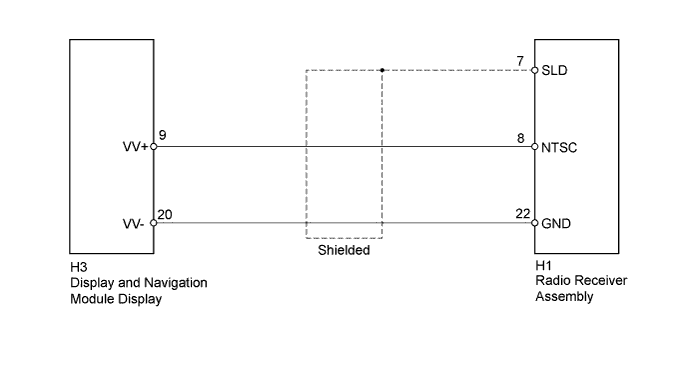 7
SLD
9
VV+
8
NTSC
20
VV-
22
GND
Shielded
H3
Display and Navigation
Module Display
H1
Radio Receiver
Assembly